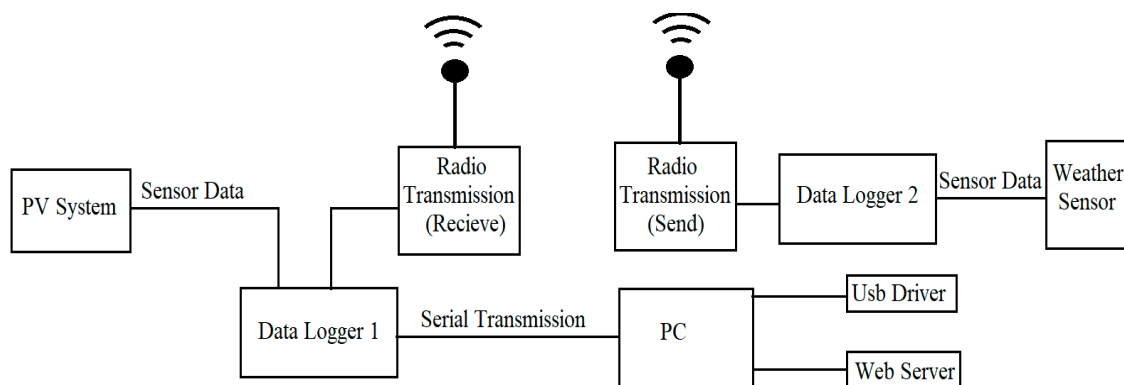 PV System
Sensor Data
Radio
Transmission
(Recieve)
Radio
Transmission
(Send)
Data Logger 2
Sensor Data
Weather
Sensor
Data Logger 1
Serial Transmission
PC
Usb Driver
Web Server